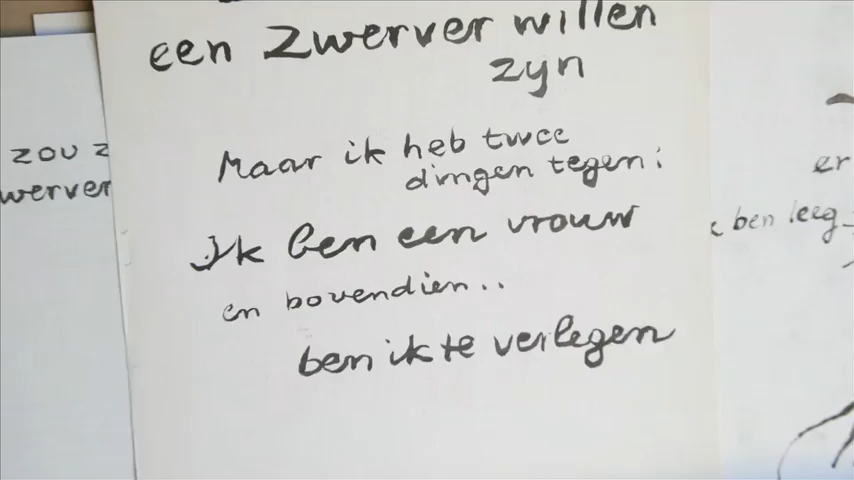 een zwerver willen
zyn
Maar ik heb twee
dingen tegen:
Ik ben een vrouw
en bovendien..
ben ik te verlegen
zou z
werver
er
ben leeg